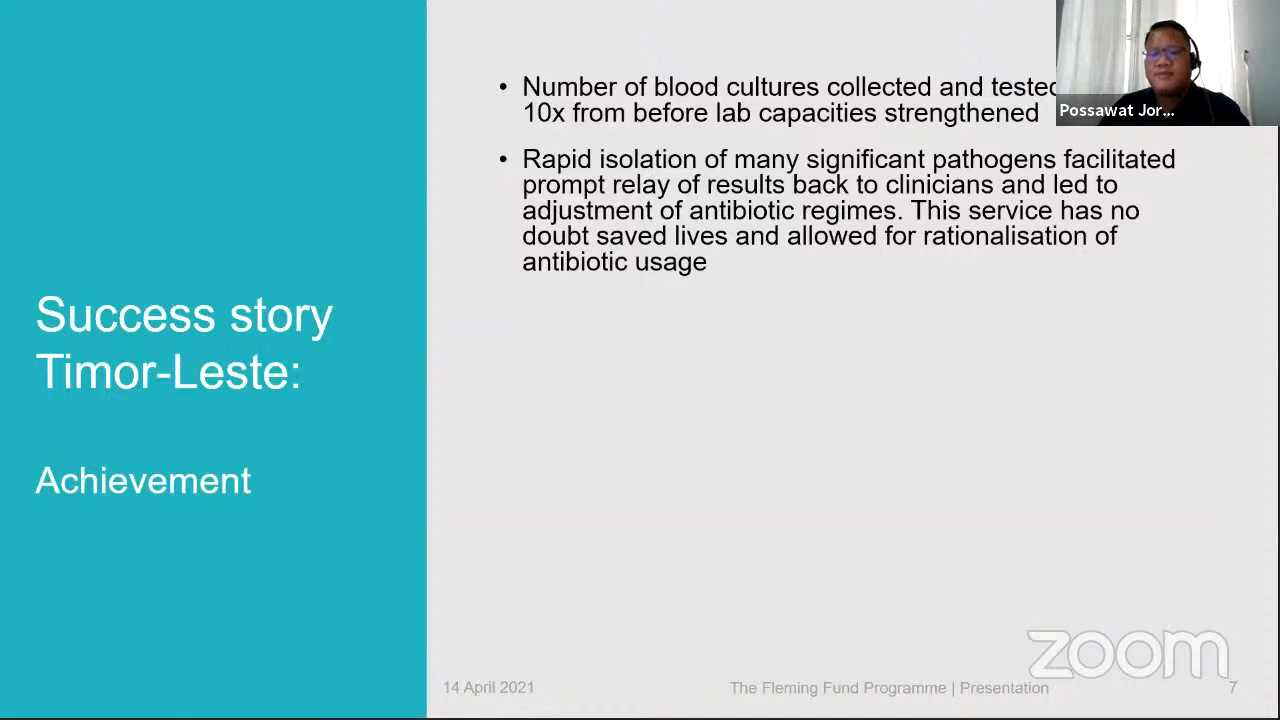 Success story
Timor-Leste:
Achievement
• Number of blood cultures collected and tested
10x from before lab capacities strengthened
• Rapid isolation of many significant pathogens facilitated
prompt relay of results back to clinicians and led to
adjustment of antibiotic regimes. This service has no
doubt saved lives and allowed for rationalisation of
antibiotic usage
Possawat Jor...
zoom
14 April 2021
The Fleming Fund Programme | Presentation
7